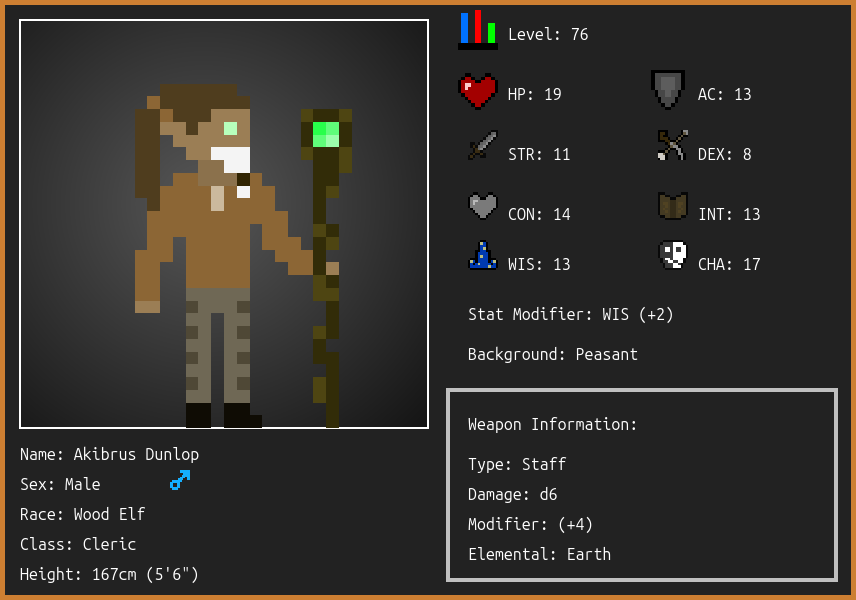 Level: 76
HP: 19
AC: 13
STR: 11
DEX: 8
CON: 14
INT: 13
WIS: 13
CHA: 17
Stat Modifier: WIS (+2)
Background: Peasant
Weapon Information:
Type: Staff
Damage: d6
Modifier: (+4)
Elemental: Earth
Name: Akibrus Dunlop
Sex: Male
Race: Wood Elf
Class: Cleric
Height: 167cm (5'6")